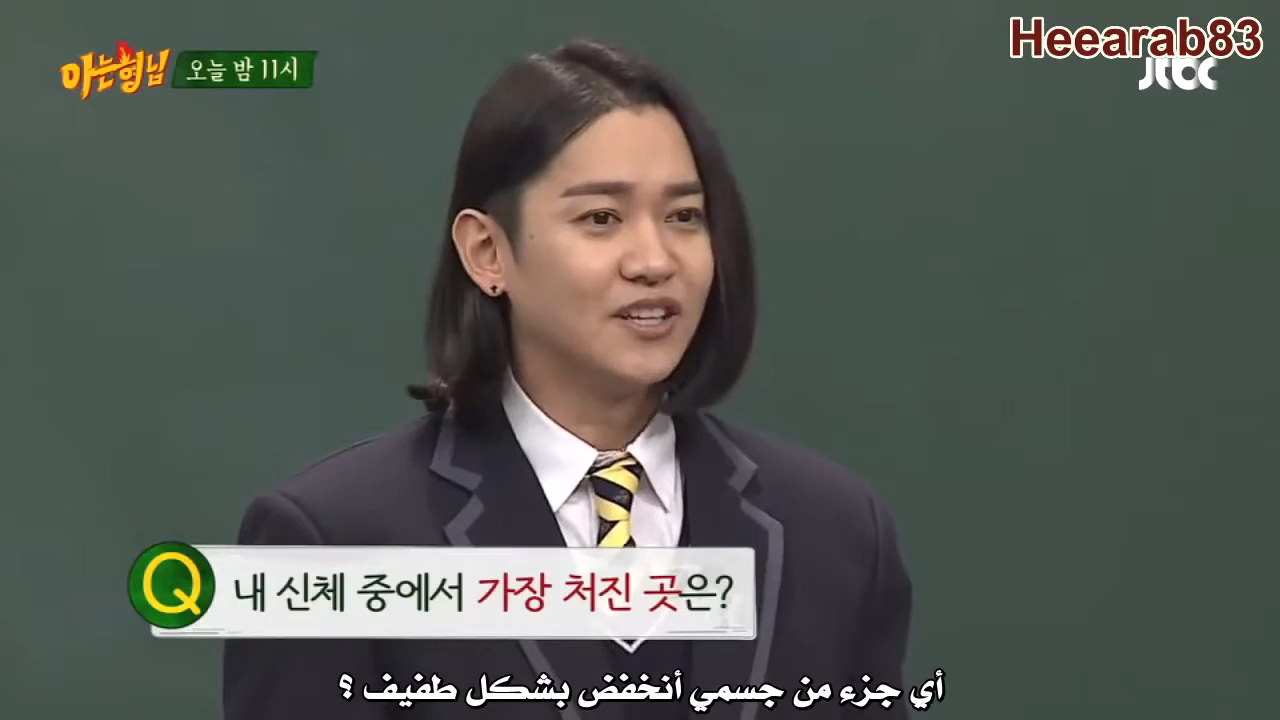 Heearab83
아는형님 오늘 밤 11시
JTBC
Q 내 신체 중에서 가장 처진 곳은?
أي جزء من جسمي أنخفض بشكل طفيف ؟